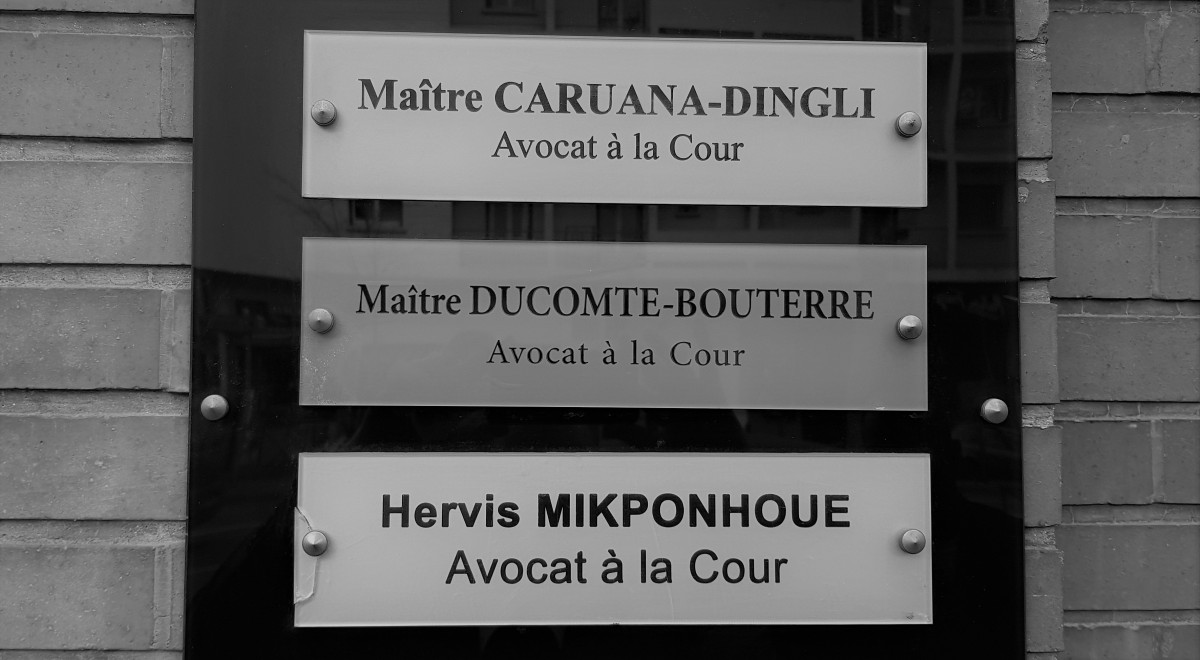 Maître CARUANA-DINGLI
Avocat à la Cour
Maître DUCOMTE-BOUTERRE
Avocat à la Cour
Hervis MIKPONHOUE
Avocat à la Cour